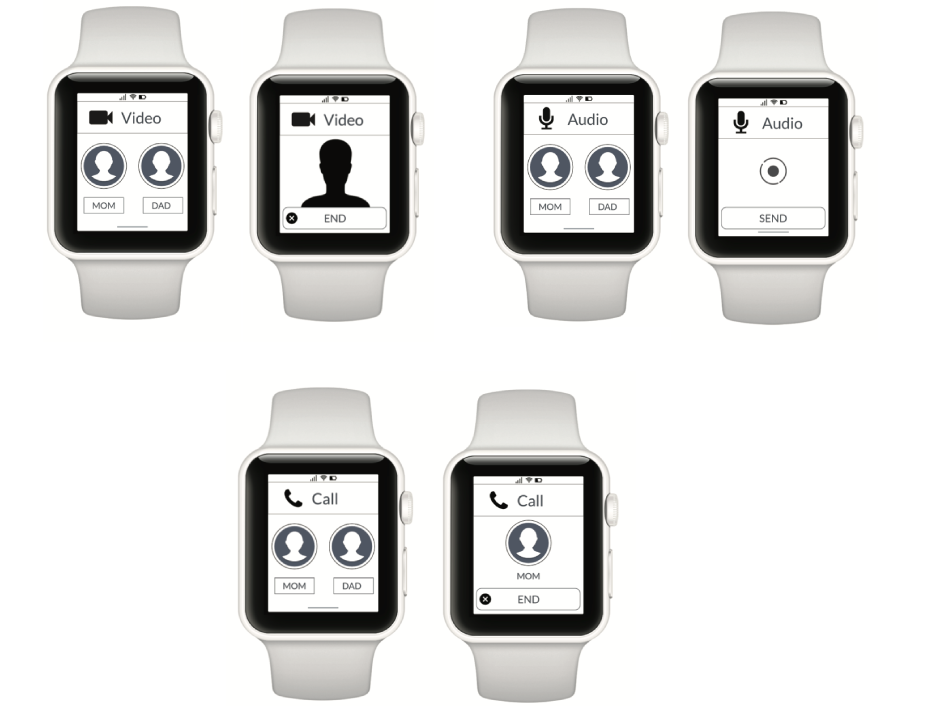 Video
MOM DAD
Video
END
Audio
MOM DAD
Audio
SEND
Call
MOM DAD
Call
MOM
END